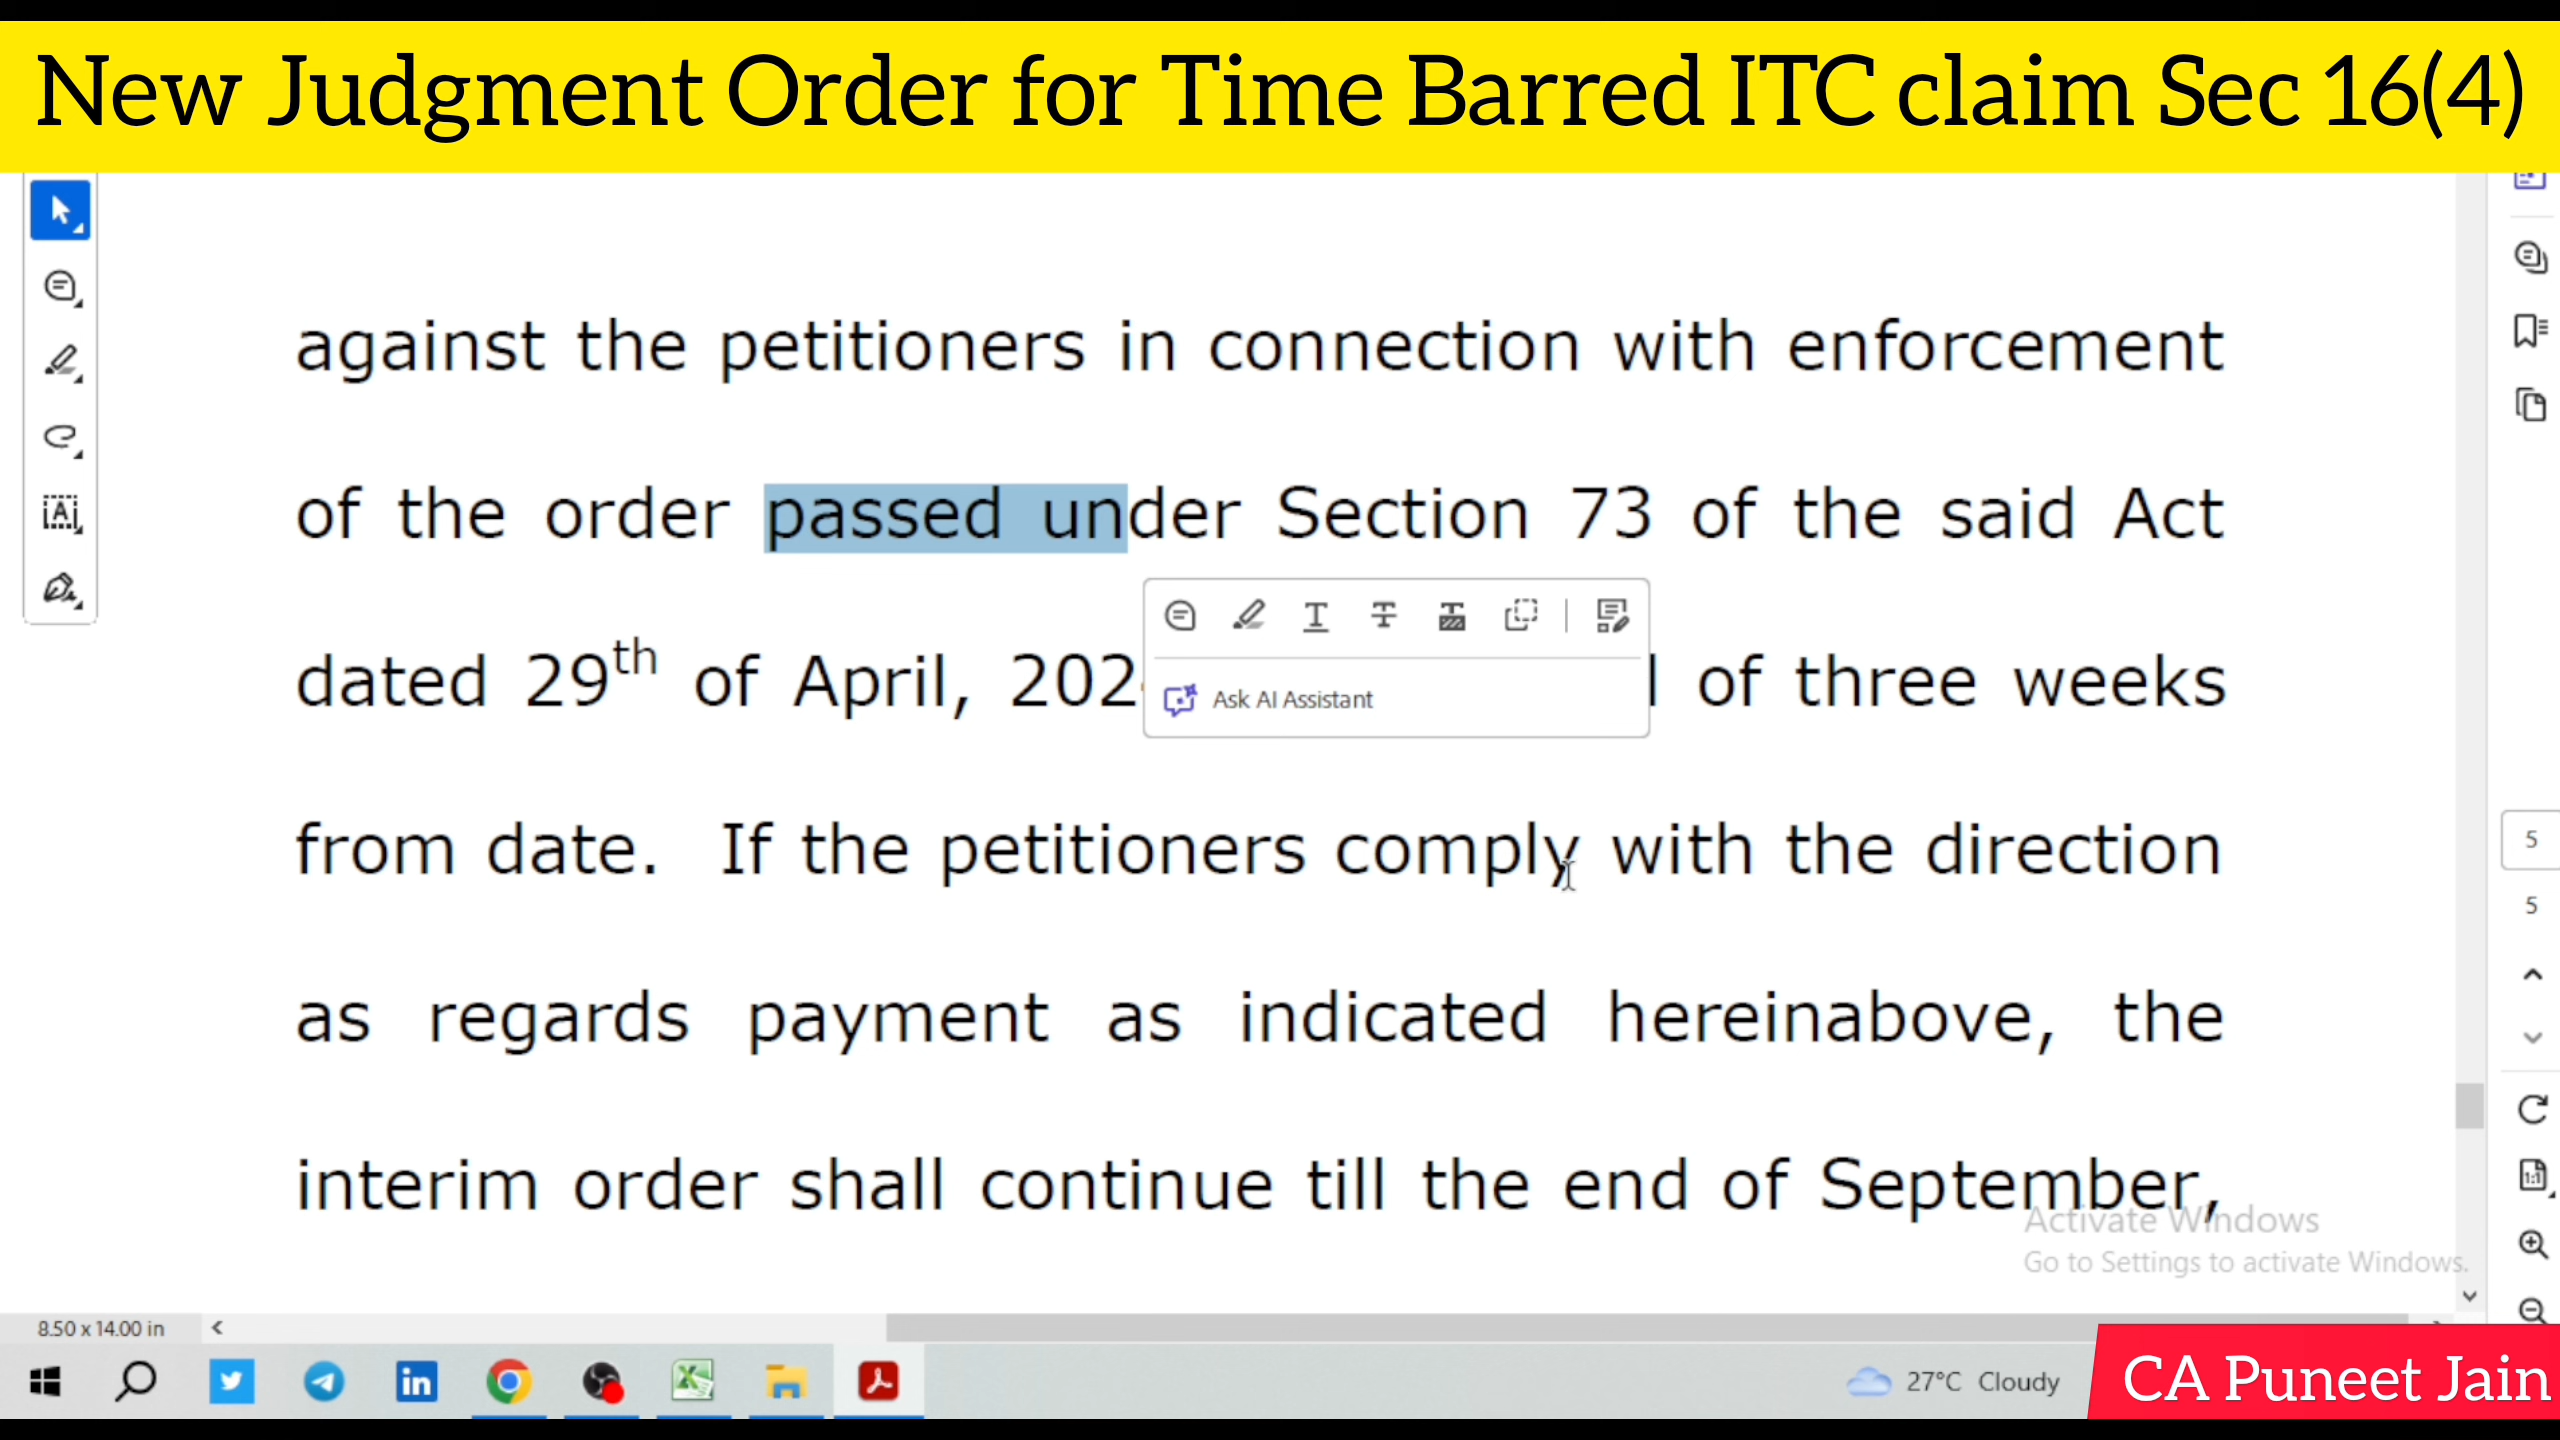 New Judgment Order for Time Barred ITC claim Sec 16(4)
against the petitioners in connection with enforcement
of the order passed under Section 73 of the said Act
dated 29th of April, of three weeks
Ask AI Assistant
from date. If the petitioners comply with the direction
5
5
as regards payment as indicated hereinabove, the
interim order shall continue till the end of September,
Activate Windows
Go to Settings to activate Windows.
8.50 x 14.00 in
27°C Cloudy
CA Puneet Jain